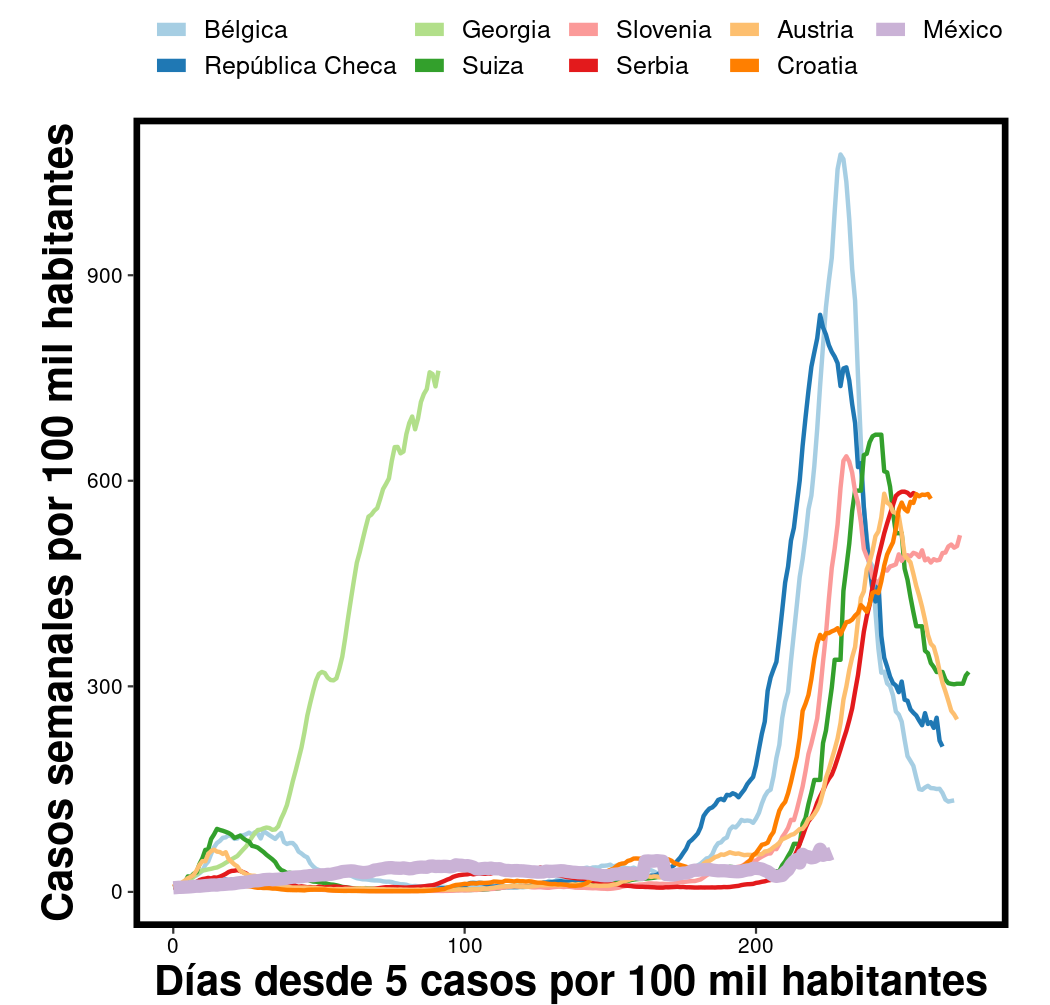 Bélgica Georgia Slovenia Austria México
República Checa Suiza Serbia Croatia
Casos semanales por 100 mil habitantes
900
600
300
0
0 100 200
Días desde 5 casos por 100 mil habitantes